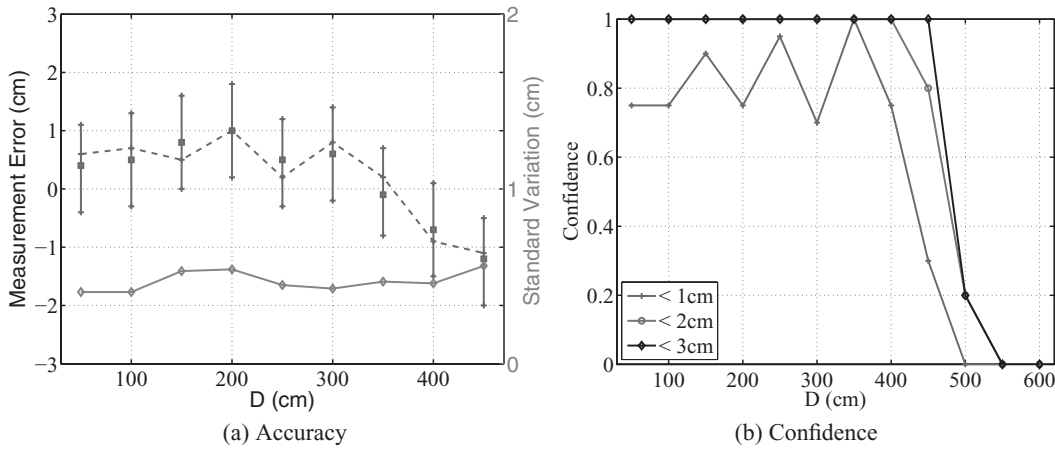 3
2
1
0
−1
−2
−3
Measurement Error (cm)
100
200
300
400
D (cm)
2
1
0
Standard Variation (cm)
(a) Accuracy
1
0.8
0.6
0.4
0.2
0
Confidence
< 1cm
< 2cm
< 3cm
100
200
300
400
500
600
D (cm)
(b) Confidence